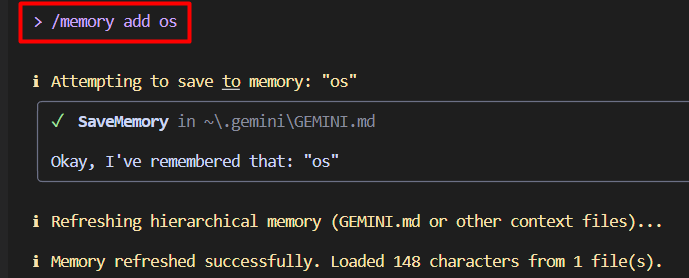 > /memory add os
i Attempting to save to memory: "os"
✓ SaveMemory in ~\.gemini\GEMINI.md
Okay, I've remembered that: "os"
i Refreshing hierarchical memory (GEMINI.md or other context files)...
i Memory refreshed successfully. Loaded 148 characters from 1 file(s).